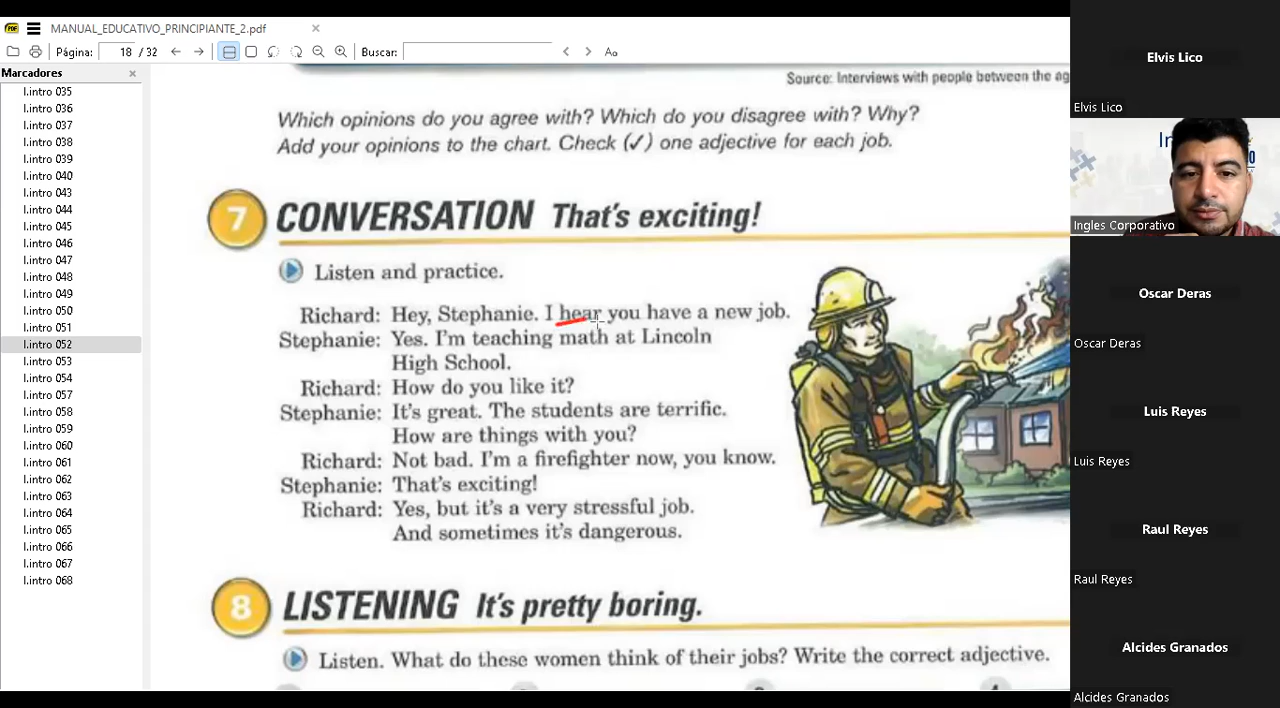 MANUAL_EDUCATIVO_PRINCIPIANTE_2.pdf
Página: 18 / 32 Buscar: Aa
Marcadores
I.intro 035
I.intro 036
I.intro 037
I.intro 038
I.intro 039
I.intro 040
I.intro 043
I.intro 044
I.intro 045
I.intro 046
I.intro 047
I.intro 048
I.intro 049
I.intro 050
I.intro 051
I.intro 052
I.intro 053
I.intro 054
I.intro 057
I.intro 058
I.intro 059
I.intro 060
I.intro 061
I.intro 062
I.intro 063
I.intro 064
I.intro 065
I.intro 066
I.intro 067
I.intro 068
Source: Interviews with people between the
Which opinions do you agree with? Which do you disagree with? Why?
Add your opinions to the chart. Check (✓) one adjective for each job.
7 CONVERSATION That's exciting!
Listen and practice.
Richard: Hey, Stephanie. I hear you have a new job.
Stephanie: Yes. I'm teaching math at Lincoln
High School.
Richard: How do you like it?
Stephanie: It's great. The students are terrific.
How are things with you?
Richard: Not bad. I'm a firefighter now, you know.
Stephanie: That's exciting!
Richard: Yes, but it's a very stressful job.
And sometimes it's dangerous.
8 LISTENING It's pretty boring.
Listen. What do these women think of their jobs? Write the correct adjective.
Elvis Lico
Elvis Lico
Ingles Corporativo
Oscar Deras
Oscar Deras
Luis Reyes
Luis Reyes
Raul Reyes
Raul Reyes
Alcides Granados
Alcides Granados